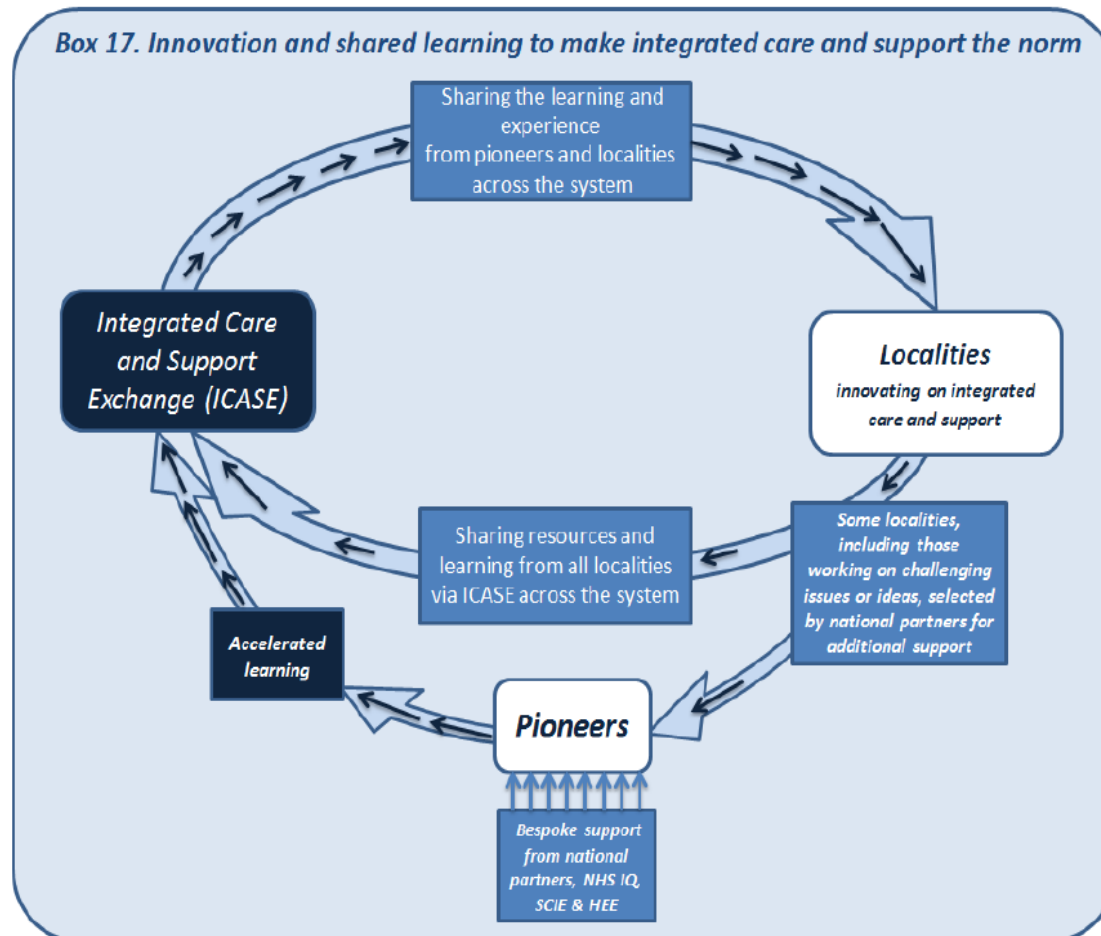 Box 17. Innovation and shared learning to make integrated care and support the norm
Sharing the learning and
experience
from pioneers and localities
across the system
Integrated Care
and Support
Exchange (ICASE)
Localities
innovating on integrated
care and support
Sharing resources and
learning from all localities
via ICASE across the system
Some localities,
including those
working on challenging
issues or ideas, selected
by national partners for
additional support
Accelerated
learning
Pioneers
Bespoke support
from national
partners, NHS IQ,
SCIE & HEE